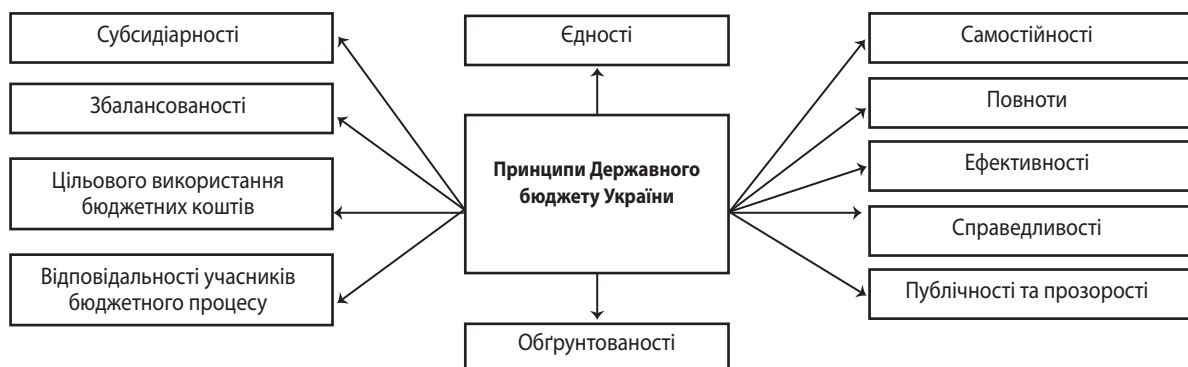 Субсидіарності
Збалансованості
Цільового використання
бюджетних коштів
Відповідальності учасників
бюджетного процесу
Єдності
Принципи Державного
бюджету України
Обґрунтованості
Самостійності
Повноти
Ефективності
Справедливості
Публічності та прозорості